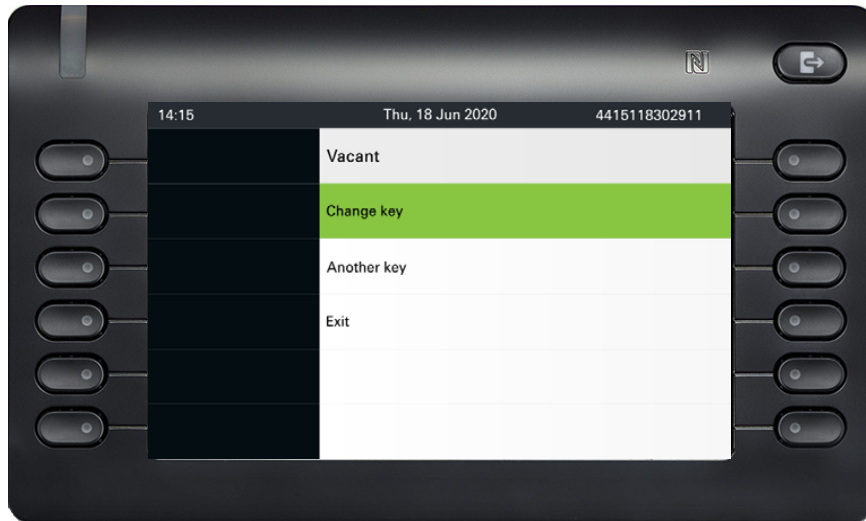 14:15 Thu, 18 Jun 2020 4415118302911
Vacant
Change key
Another key
Exit